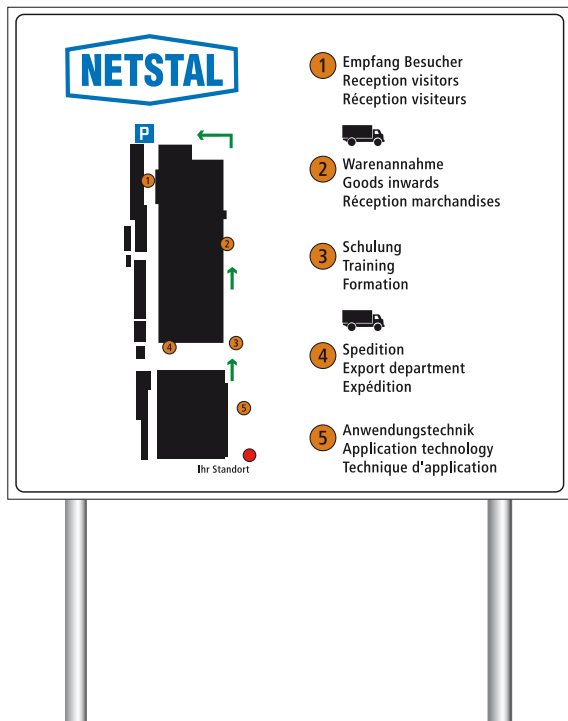 NETSTAL
P
1
2
4
3
5
Ihr Standort
1 Empfang Besucher
Reception visitors
Réception visiteurs
2 Warenannahme
Goods inwards
Réception marchandises
3 Schulung
Training
Formation
4 Spedition
Export department
Expédition
5 Anwendungstechnik
Application technology
Technique d'application